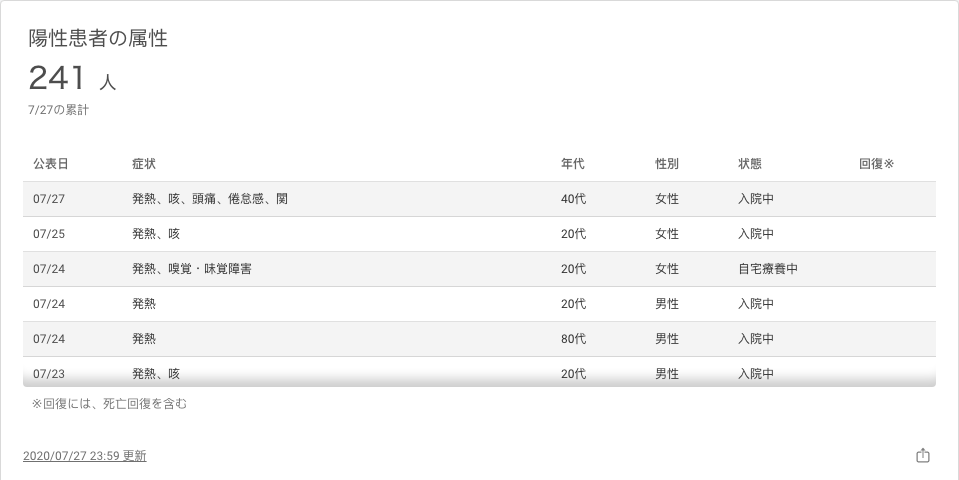 陽性患者の属性
241 人
7/27の累計
公表日 症状 年代 性別 状態 回復※
07/27 発熱、咳、頭痛、倦怠感、関 40代 女性 入院中
07/25 発熱、咳 20代 女性 入院中
07/24 発熱、嗅覚・味覚障害 20代 女性 自宅療養中
07/24 発熱 20代 男性 入院中
07/24 発熱 80代 男性 入院中
07/23 発熱、咳 20代 男性 入院中
※回復には、死亡回復を含む
2020/07/27 23:59 更新